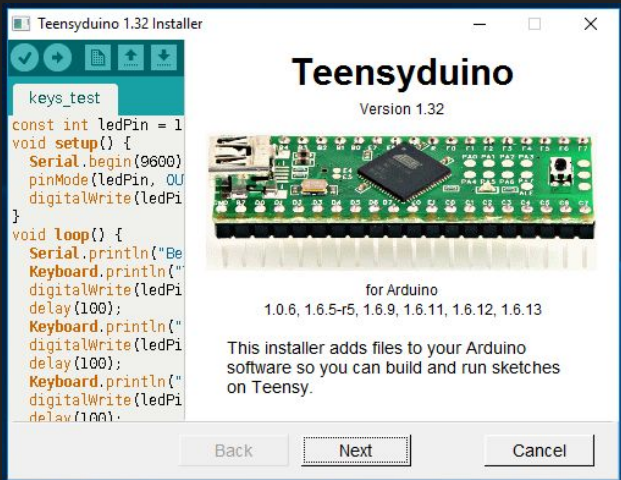 Teensyduino 1.32 Installer
keys_test
const int ledPin = 1
void setup() {
Serial.begin(9600)
pinMode(ledPin, OU
digitalWrite(ledPi
}
void loop() {
Serial.println("Be
Keyboard.println("
digitalWrite(ledPi
delay(100);
Keyboard.println("
digitalWrite(ledPi
delay(100);
Keyboard.println("
digitalWrite(ledPi
delay(100);
Teensyduino
Version 1.32
for Arduino
1.0.6, 1.6.5-r5, 1.6.9, 1.6.11, 1.6.12, 1.6.13
This installer adds files to your Arduino
software so you can build and run sketches
on Teensy.
Back
Next
Cancel